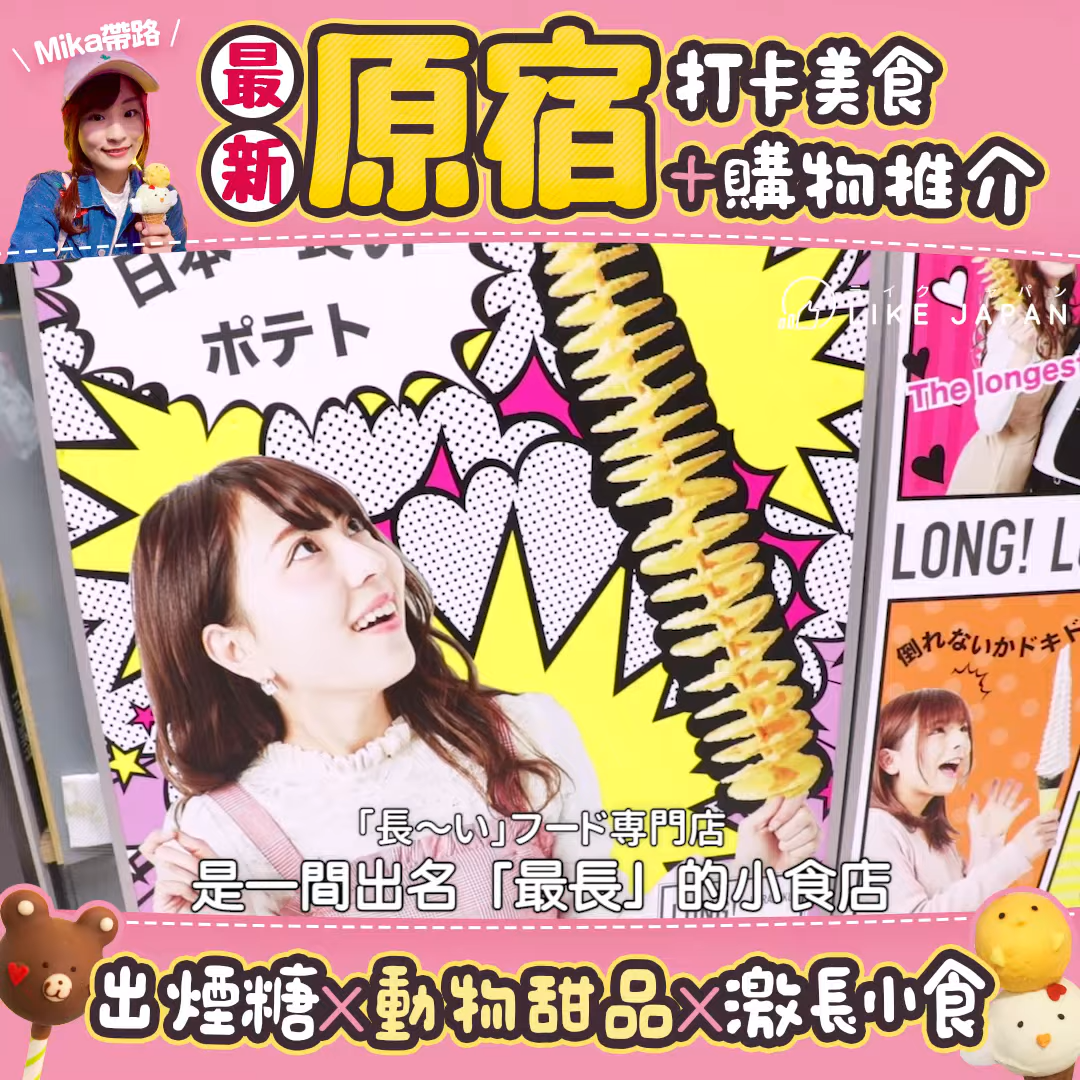 Mika帶路
最新
原宿
打卡美食
+購物推介
ライクジャパン
LIKE JAPAN
日本一長い
ポテト
The longest
LONG!
倒れないかドキド
「長〜い」フード専門店
是一間出名「最長」的小食店
出煙糖×動物甜品×激長小食